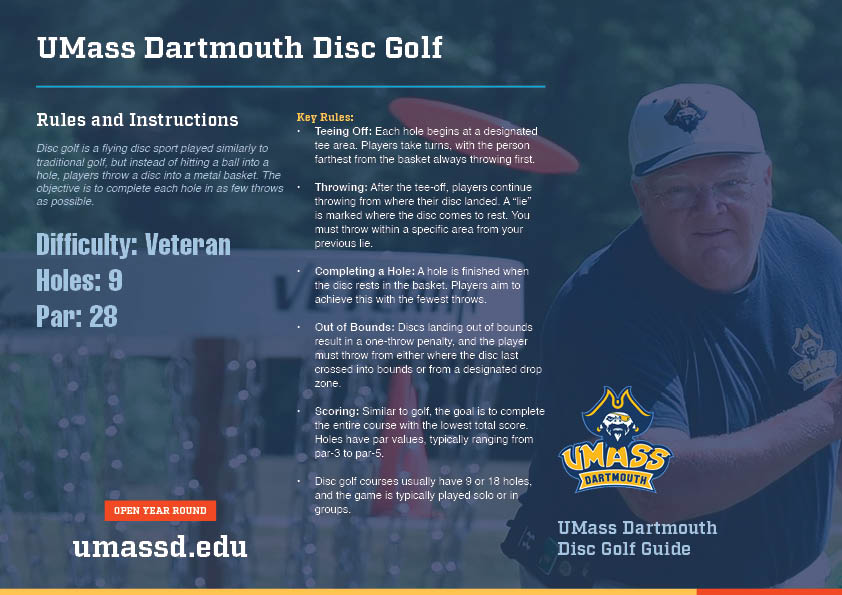 UMass Dartmouth Disc Golf
Rules and Instructions
Disc golf is a flying disc sport played similarly to
traditional golf, but instead of hitting a ball into a
hole, players throw a disc into a metal basket. The
objective is to complete each hole in as few throws
as possible.
Difficulty: Veteran
Holes: 9
Par: 28
OPEN YEAR ROUND
umassd.edu
Key Rules:
• Teeing Off: Each hole begins at a designated
tee area. Players take turns, with the person
farthest from the basket always throwing first.
• Throwing: After the tee-off, players continue
throwing from where their disc landed. A “lie”
is marked where the disc comes to rest. You
must throw within a specific area from your
previous lie.
• Completing a Hole: A hole is finished when
the disc rests in the basket. Players aim to
achieve this with the fewest throws.
• Out of Bounds: Discs landing out of bounds
result in a one-throw penalty, and the player
must throw from either where the disc last
crossed into bounds or from a designated drop
zone.
• Scoring: Similar to golf, the goal is to complete
the entire course with the lowest total score.
Holes have par values, typically ranging from
par-3 to par-5.
• Disc golf courses usually have 9 or 18 holes,
and the game is typically played solo or in
groups.
VETERAN
UMASS
DARTMOUTH
UMass Dartmouth
Disc Golf Guide